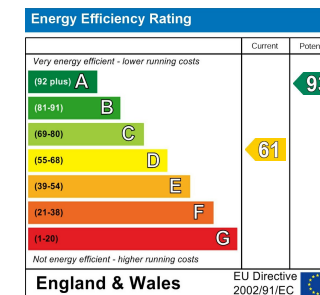 Energy Efficiency Rating
Current
Very energy efficient - lower running costs
(92 plus) A
(81-91) B
(69-80) C
(55-68) D
61
(39-54) E
(21-38) F
(1-20) G
Not energy efficient - higher running costs
England & Wales
EU Directive
2002/91/EC